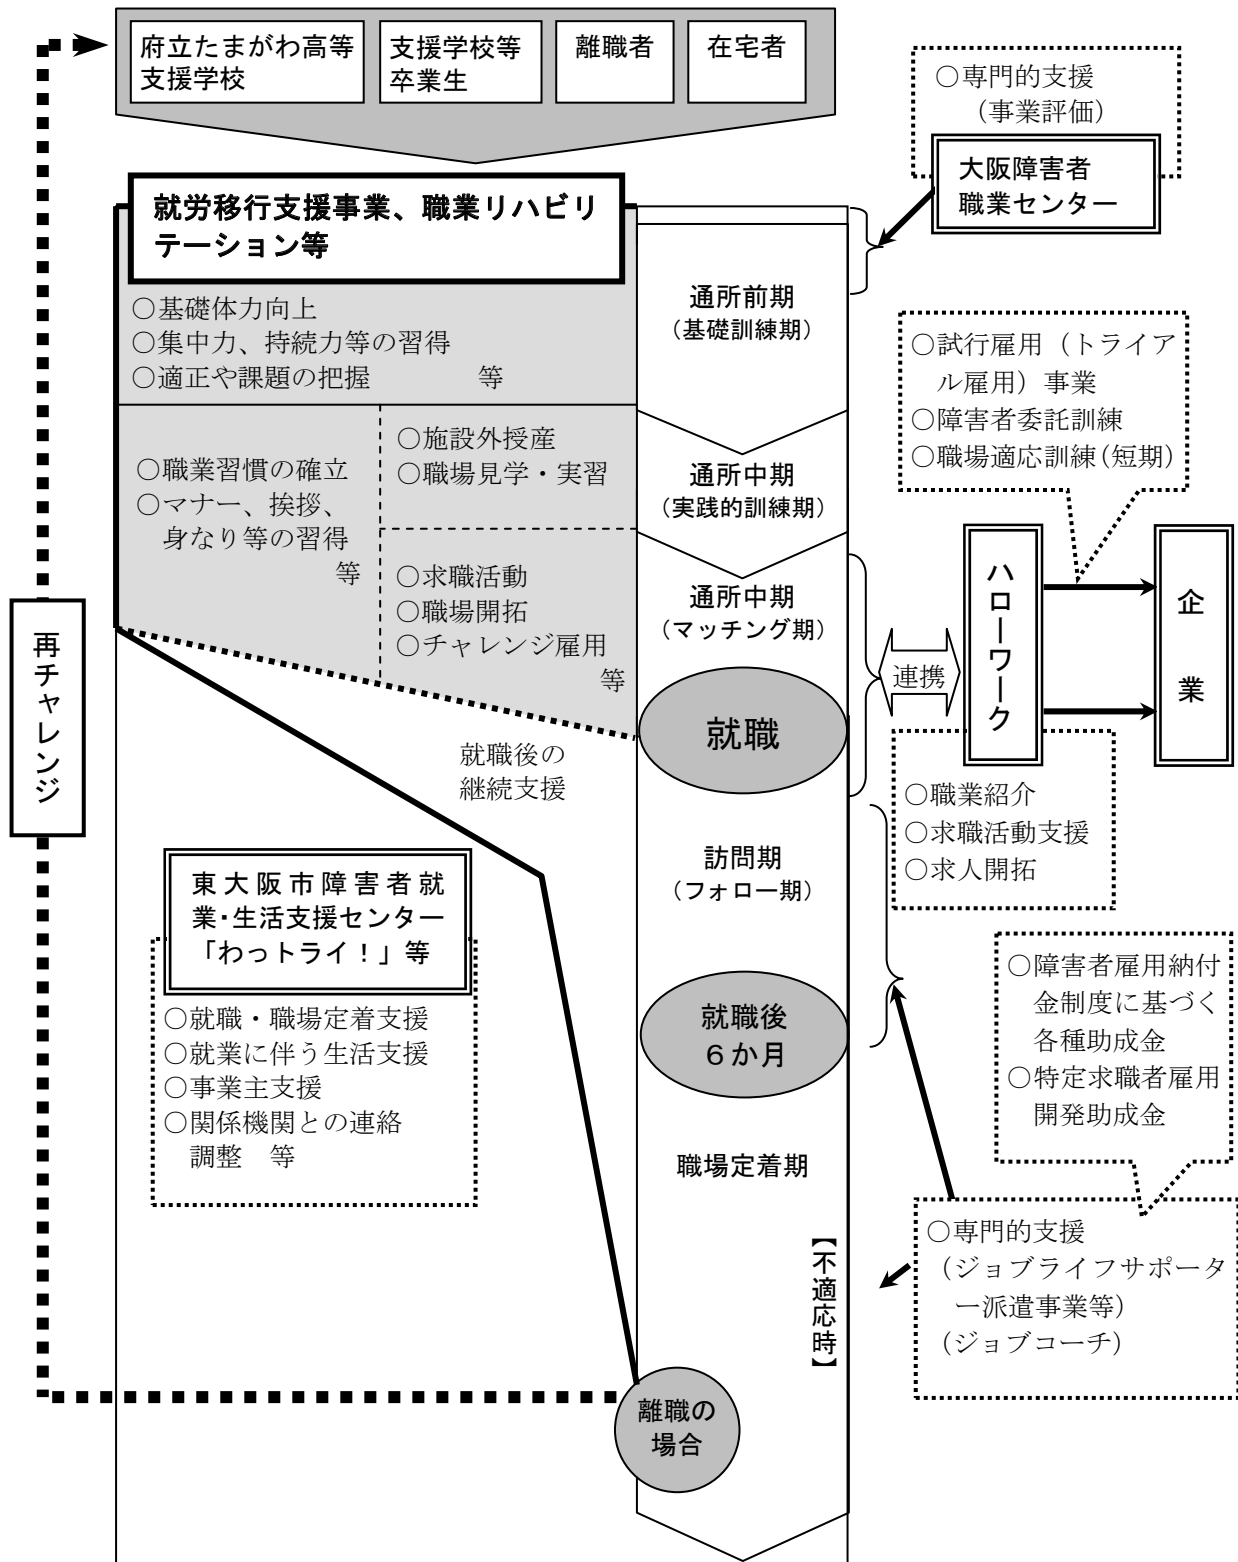 府立たまがわ高等
支援学校
支援学校等
卒業生
離職者
在宅者
○専門的支援
（事業評価）
大阪障害者
職業センター
就労移行支援事業、職業リハビリ
テーション等
○基礎体力向上
○集中力、持続力等の習得
○適正や課題の把握　　　　等
通所前期
（基礎訓練期）
○試行雇用（トライア
ル雇用）事業
○障害者委託訓練
○職場適応訓練（短期）
○職業習慣の確立
○マナー、挨拶、
身なり等の習得
等
○施設外授産
○職場見学・実習
通所中期
（実践的訓練期）
○求職活動
○職場開拓
○チャレンジ雇用
等
通所中期
（マッチング期）
連携
ハローワーク
企業
再チャレンジ
就職
就職後の
継続支援
○職業紹介
○求職活動支援
○求人開拓
訪問期
（フォロー期）
東大阪市障害者就
業・生活支援センター
「わっトライ！」等
○就職・職場定着支援
○就業に伴う生活支援
○事業主支援
○関係機関との連絡
調整　等
就職後
６か月
○障害者雇用納付
金制度に基づく
各種助成金
○特定求職者雇用
開発助成金
職場定着期
【不適応時】
○専門的支援
（ジョブライフサポータ
ー派遣事業等）
（ジョブコーチ）
離職の
場合